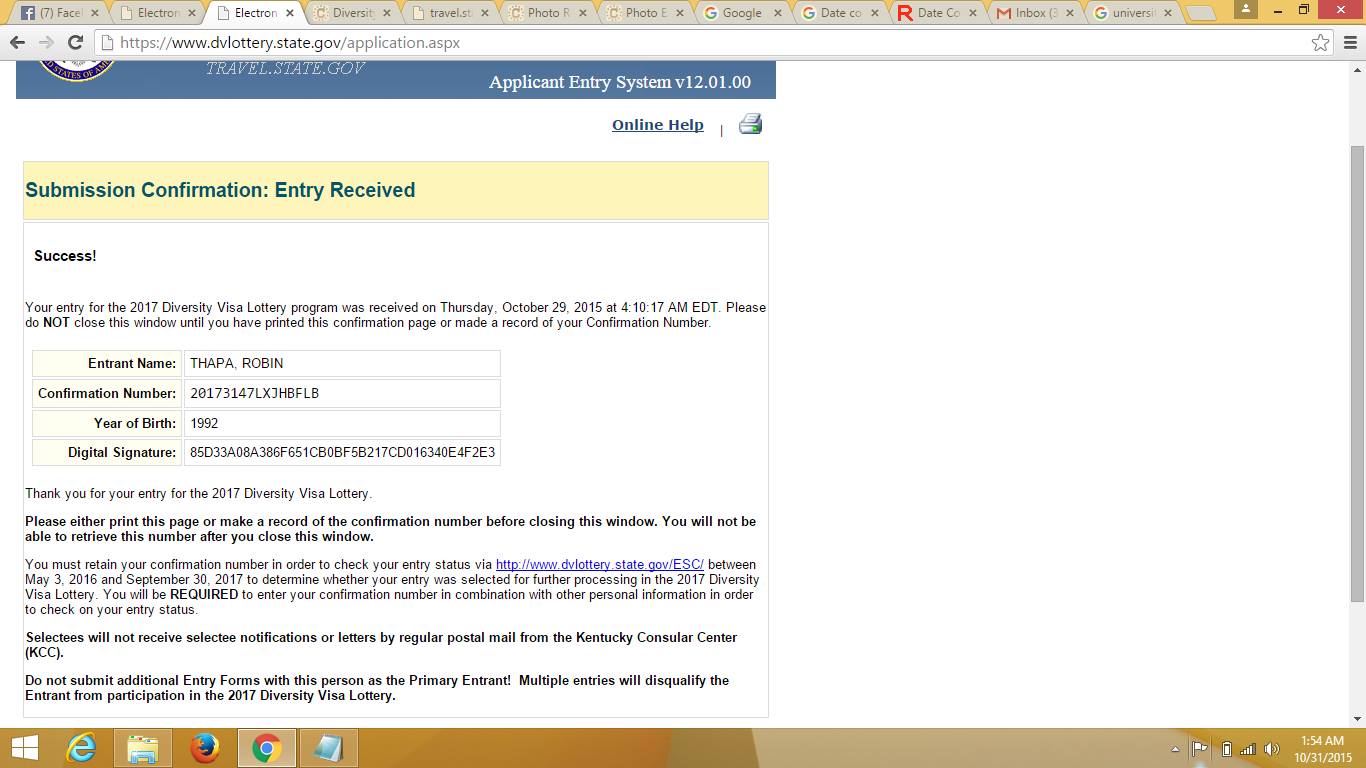 (7) Facel
Electron
Electron
Diversity
travel.st
Photo R
Photo E
Google
Date co
Date Co
Inbox (3
universit
https://www.dvlottery.state.gov/application.aspx
UNITED STATES OF AMERICA
TRAVEL.STATE.GOV
Applicant Entry System v12.01.00
Online Help |
Submission Confirmation: Entry Received
Success!
Your entry for the 2017 Diversity Visa Lottery program was received on Thursday, October 29, 2015 at 4:10:17 AM EDT. Please
do NOT close this window until you have printed this confirmation page or made a record of your Confirmation Number.
Entrant Name: THAPA, ROBIN
Confirmation Number: 20173147LXJHBFLB
Year of Birth: 1992
Digital Signature: 85D33A08A386F651CB0BF5B217CD016340E4F2E3
Thank you for your entry for the 2017 Diversity Visa Lottery.
Please either print this page or make a record of the confirmation number before closing this window. You will not be
able to retrieve this number after you close this window.
You must retain your confirmation number in order to check your entry status via http://www.dvlottery.state.gov/ESC/ between
May 3, 2016 and September 30, 2017 to determine whether your entry was selected for further processing in the 2017 Diversity
Visa Lottery. You will be REQUIRED to enter your confirmation number in combination with other personal information in order
to check on your entry status.
Selectees will not receive selectee notifications or letters by regular postal mail from the Kentucky Consular Center
(KCC).
Do not submit additional Entry Forms with this person as the Primary Entrant! Multiple entries will disqualify the
Entrant from participation in the 2017 Diversity Visa Lottery.
1:54 AM
10/31/2015